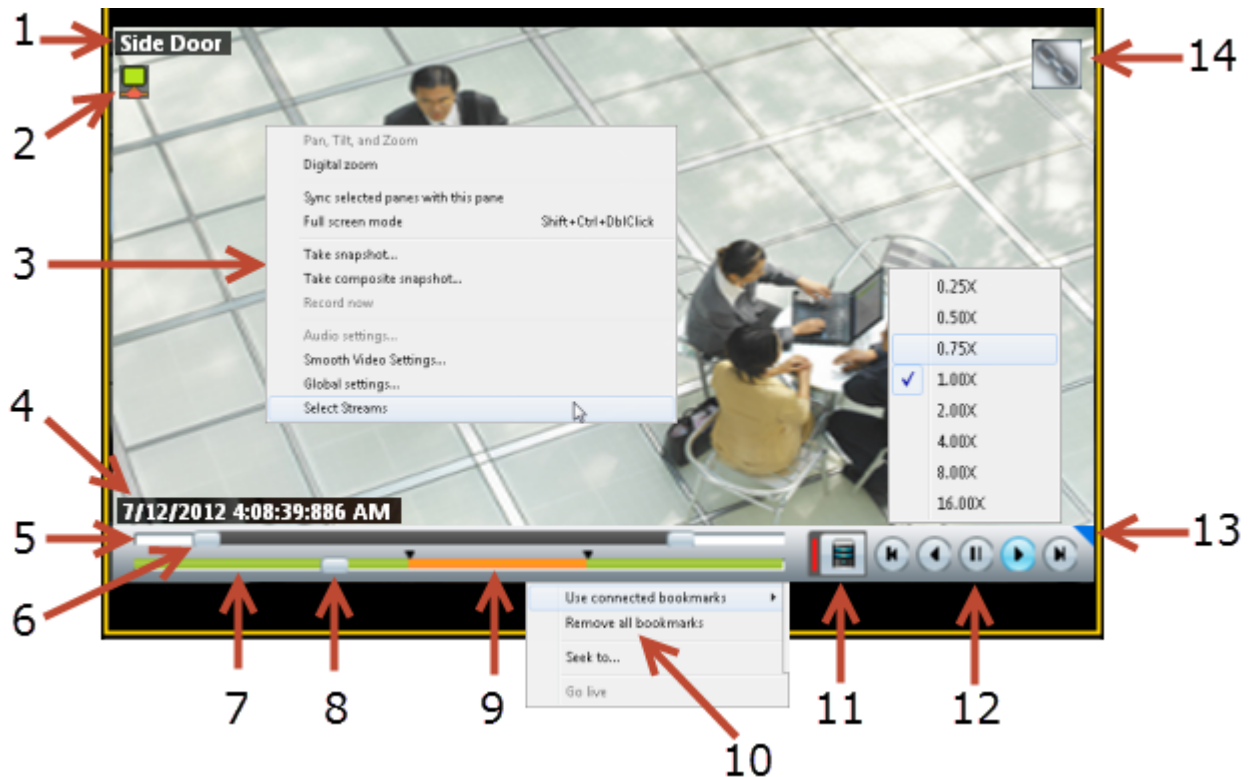 1
Side Door
14
2
Pan, Tilt, and Zoom
Digital zoom
Sync selected panes with this pane
Full screen mode Shift+Ctrl+DblClick
3
Take snapshot...
Take composite snapshot...
Record now
Audio settings...
Smooth Video Settings...
Global settings...
Select Streams
0.25X
0.50X
0.75X
✓ 1.00X
2.00X
4.00X
8.00X
16.00X
4
7/12/2012 4:08:39:886 AM
5
13
6
Use connected bookmarks
Remove all bookmarks
Seek to...
Go live
7
8
9
10
11
12